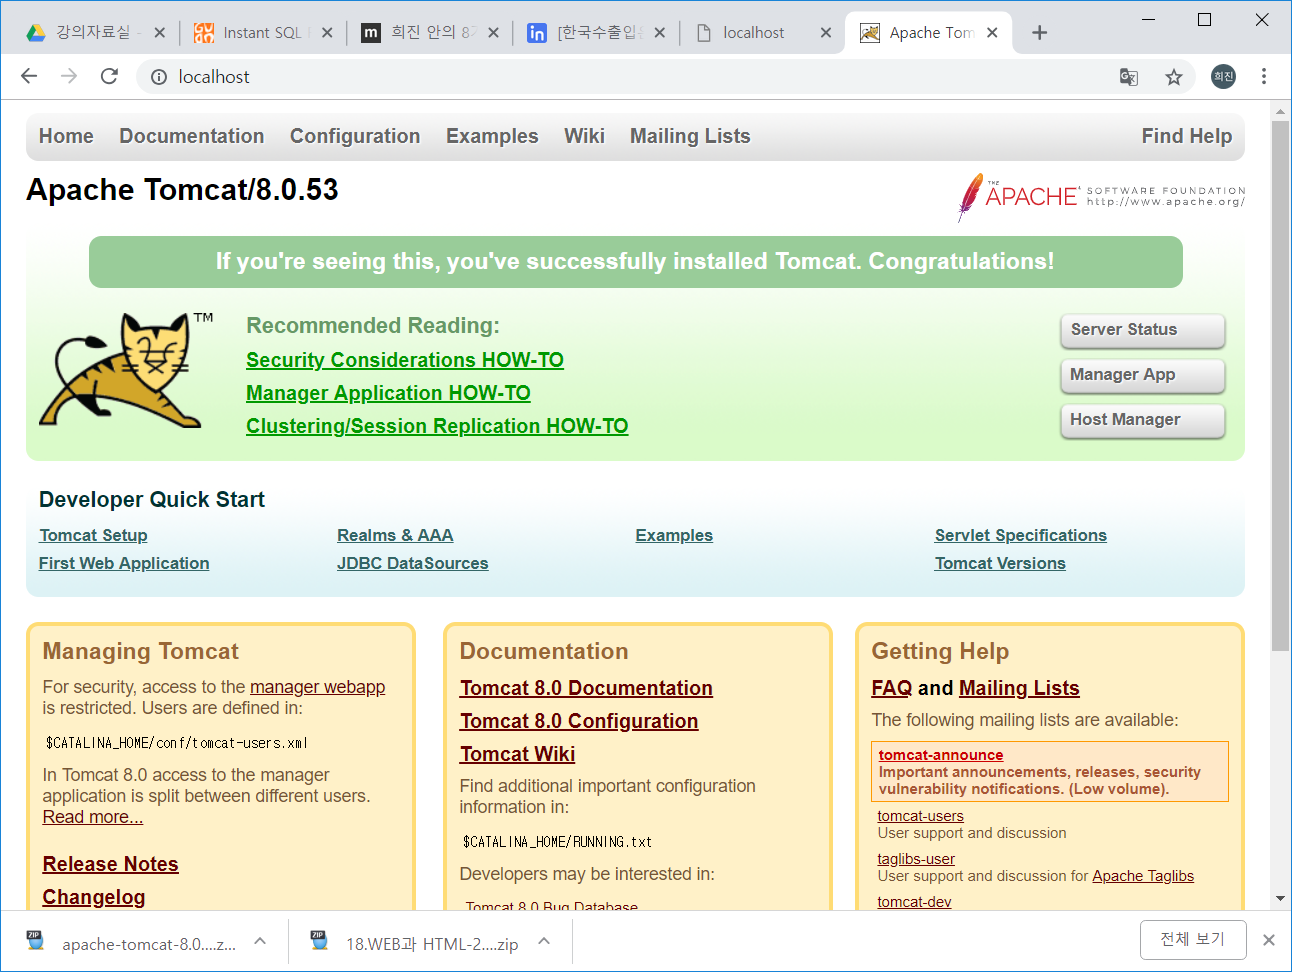 강의자료실 -
Instant SQL F
희진 안의 87
[한국수출입은
localhost
Apache Tom
localhost
희진
Home Documentation Configuration Examples Wiki Mailing Lists Find Help
Apache Tomcat/8.0.53
THE APACHE SOFTWARE FOUNDATION
http://www.apache.org/
If you're seeing this, you've successfully installed Tomcat. Congratulations!
TM
Recommended Reading:
Security Considerations HOW-TO
Manager Application HOW-TO
Clustering/Session Replication HOW-TO
Server Status
Manager App
Host Manager
Developer Quick Start
Tomcat Setup
First Web Application
Realms & AAA
JDBC DataSources
Examples
Servlet Specifications
Tomcat Versions
Managing Tomcat
For security, access to the manager webapp
is restricted. Users are defined in:
$CATALINA_HOME/conf/tomcat-users.xml
In Tomcat 8.0 access to the manager
application is split between different users.
Read more...
Release Notes
Changelog
Documentation
Tomcat 8.0 Documentation
Tomcat 8.0 Configuration
Tomcat Wiki
Find additional important configuration
information in:
$CATALINA_HOME/RUNNING.txt
Developers may be interested in:
Tomcat 8.0 Bug Database
Getting Help
FAQ and Mailing Lists
The following mailing lists are available:
tomcat-announce
Important announcements, releases, security
vulnerability notifications. (Low volume).
tomcat-users
User support and discussion
taglibs-user
User support and discussion for Apache Taglibs
tomcat-dev
ZIP
apache-tomcat-8.0....z...
ZIP
18.WEB과 HTML-2....zip
전체 보기